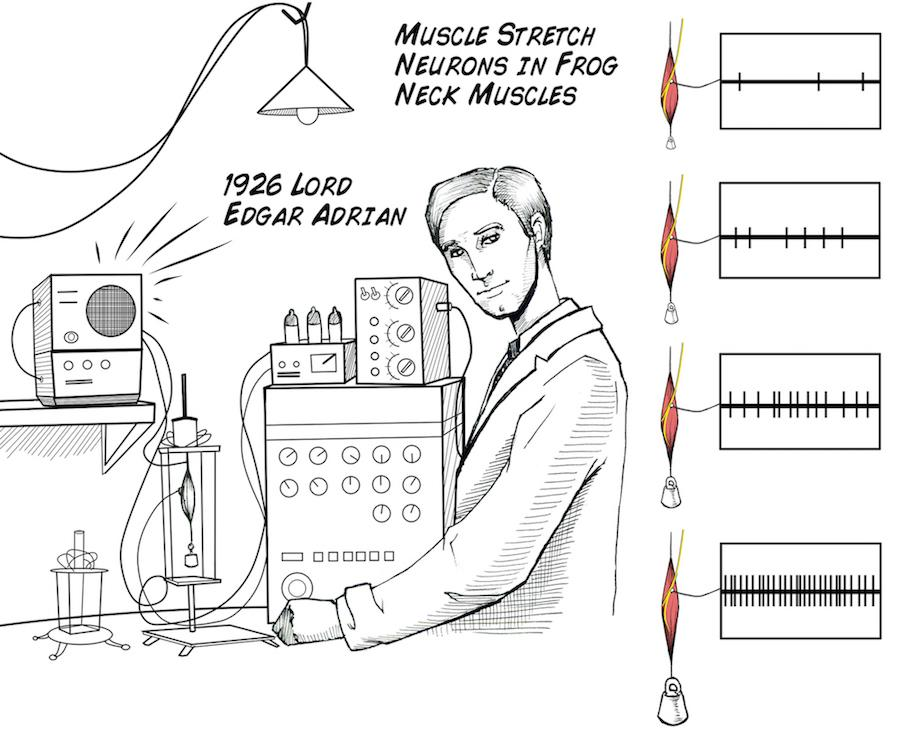 Muscle Stretch
Neurons in Frog
Neck Muscles
1926 Lord
Edgar Adrian